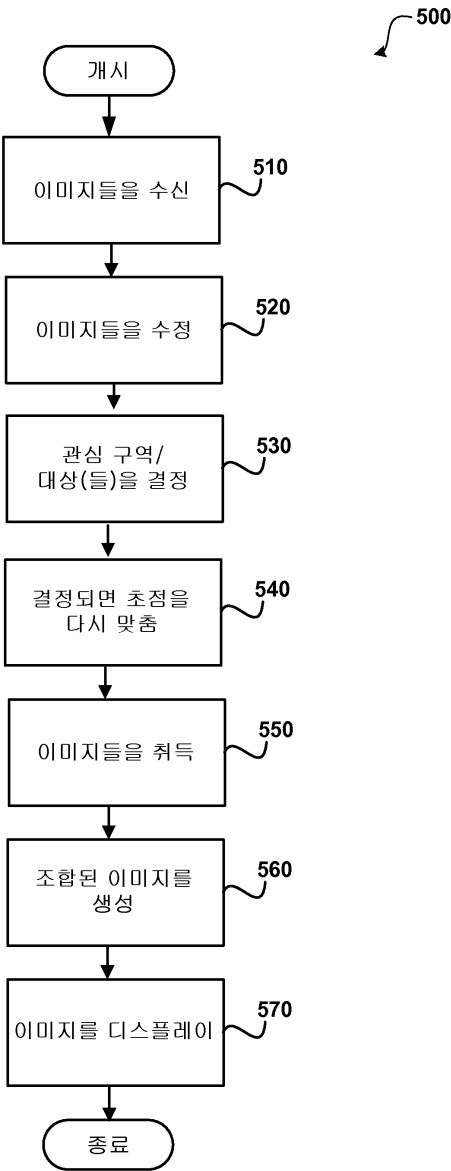 500
개시
이미지들을 수신
510
이미지들을 수정
520
관심 구역/
대상(들)을 결정
530
결정되면 초점을
다시 맞춤
540
이미지들을 취득
550
조합된 이미지를
생성
560
이미지를 디스플레이
570
종료